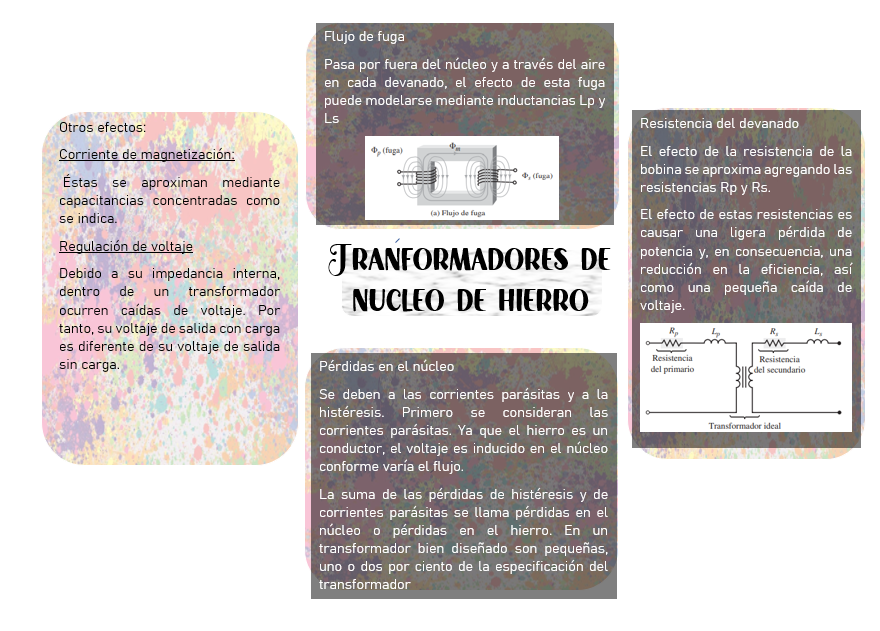 Flujo de fuga
Pasa por fuera del núcleo y a través del aire
en cada devanado, el efecto de esta fuga
puede modelarse mediante inductancias Lp y
Ls
Φp (fuga)
Φm
Φs (fuga)
(a) Flujo de fuga
Otros efectos:
Corriente de magnetización:
Éstas se aproximan mediante
capacitancias concentradas como
se indica.
Regulación de voltaje
Debido a su impedancia interna,
dentro de un transformador
ocurren caídas de voltaje. Por
tanto, su voltaje de salida con carga
es diferente de su voltaje de salida
sin carga.
TRANFORMADORES DE
NUCLEO DE HIERRO
Resistencia del devanado
El efecto de la resistencia de la
bobina se aproxima agregando las
resistencias Rp y Rs.
El efecto de estas resistencias es
causar una ligera pérdida de
potencia y, en consecuencia, una
reducción en la eficiencia, así
como una pequeña caída de
voltaje.
Rp Lp Rs Ls
Resistencia
del primario
Resistencia
del secundario
Transformador ideal
Pérdidas en el núcleo
Se deben a las corrientes parásitas y a la
histéresis. Primero se consideran las
corrientes parásitas. Ya que el hierro es un
conductor, el voltaje es inducido en el núcleo
conforme varía el flujo.
La suma de las pérdidas de histéresis y de
corrientes parásitas se llama pérdidas en el
núcleo o pérdidas en el hierro. En un
transformador bien diseñado son pequeñas,
uno o dos por ciento de la especificación del
transformador